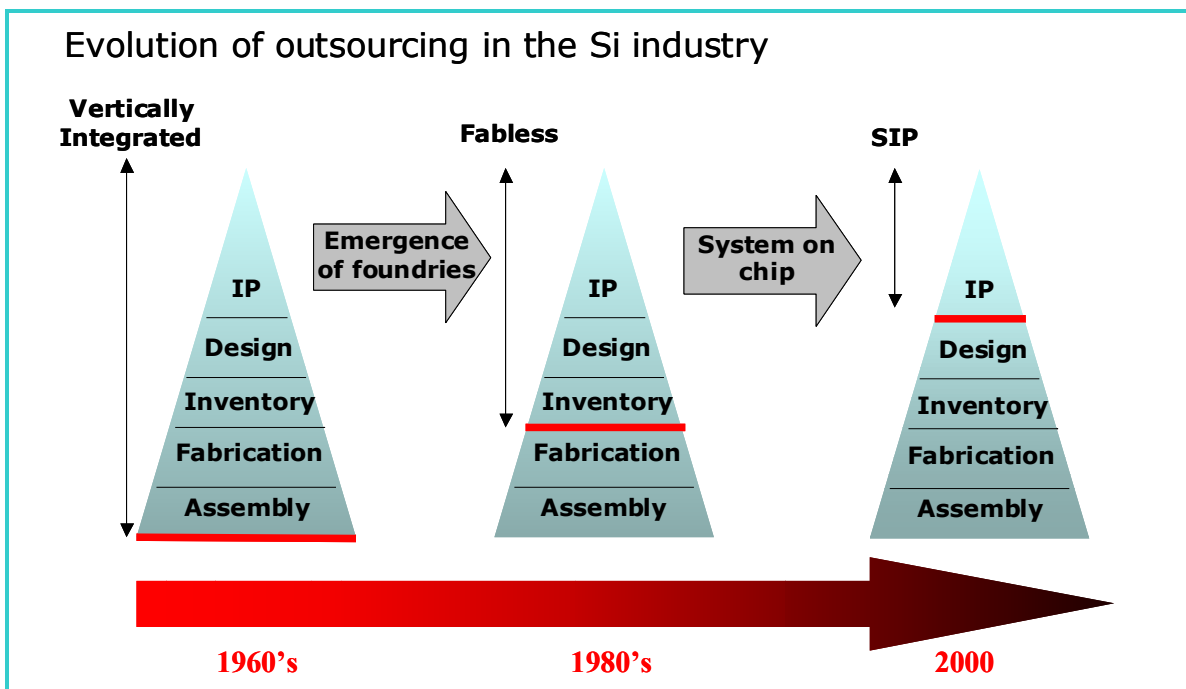 Evolution of outsourcing in the Si industry
Vertically
Integrated
Fabless
SIP
Emergence
of foundries
System on
chip
IP
Design
Inventory
Fabrication
Assembly
IP
Design
Inventory
Fabrication
Assembly
IP
Design
Inventory
Fabrication
Assembly
1960’s
1980’s
2000